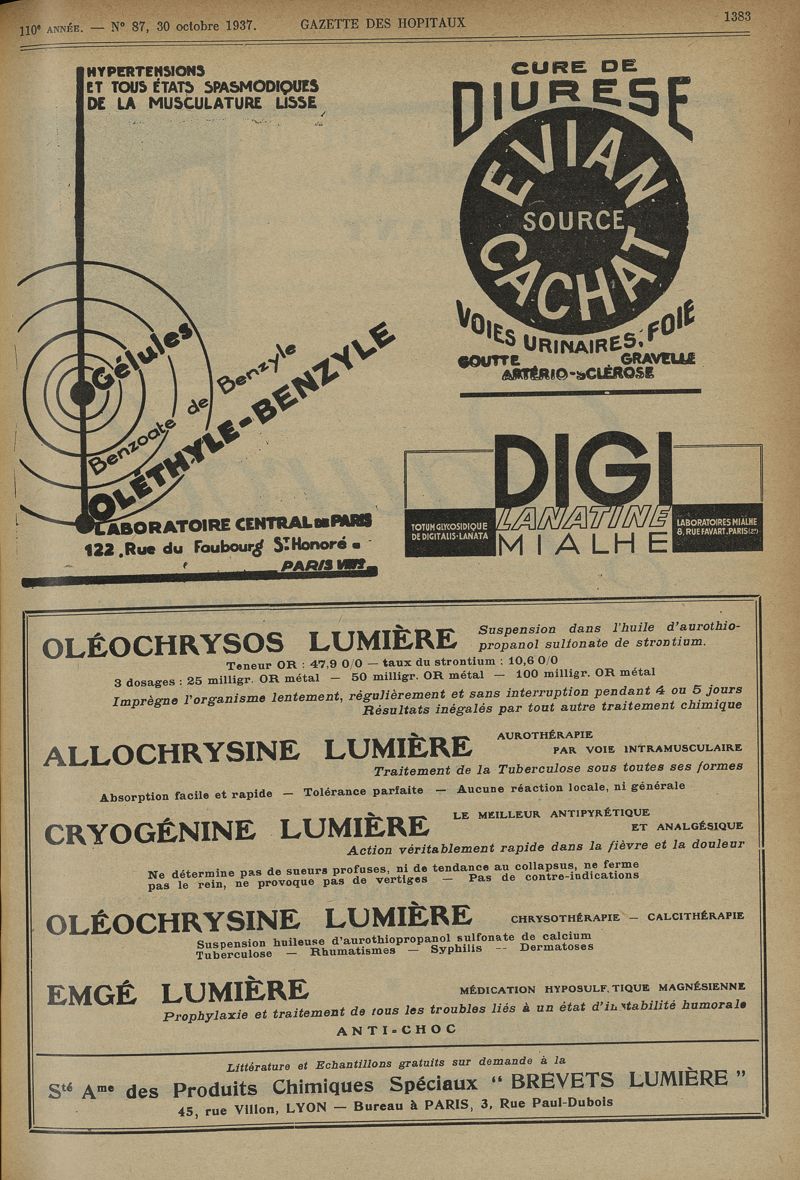 110e ANNÉE. — N° 87, 30 octobre 1937.
GAZETTE DES HOPITAUX
1383
HYPERTENSIONS
ET TOUS ÉTATS SPASMODIQUES
DE LA MUSCULATURE LISSE
Gélules
Benzoate de Benzyle
OLÉTHYLE-BENZYLE
LABORATOIRE CENTRAL DE PARIS
122, Rue du Faubourg St Honoré
PARIS
CURE DE
DIURESE
EVIAN
SOURCE
CACHAT
VOIES URINAIRES, FOIE
GOUTTE GRAVELLE
ARTÉRIO-SCLÉROSE
DIGI
LANATINE
MIALHE
TOTUM GLYCOSIDIQUE
DE DIGITALIS-LANATA
LABORATOIRES MIALHE
8, RUE FAVART, PARIS (2e)
OLÉOCHRYSOS LUMIÈRE
Suspension dans l'huile d'aurothio-
propanol sulfonate de strontium.
Teneur OR : 47,9 0/0 — taux du strontium : 10,6 0/0
3 dosages : 25 milligr. OR métal — 50 milligr. OR métal — 100 milligr. OR métal
Imprègne l'organisme lentement, régulièrement et sans interruption pendant 4 ou 5 jours
Résultats inégalés par tout autre traitement chimique
ALLOCHRYSINE LUMIÈRE
AUROTHÉRAPIE
PAR VOIE INTRAMUSCULAIRE
Traitement de la Tuberculose sous toutes ses formes
Absorption facile et rapide — Tolérance parfaite — Aucune réaction locale, ni générale
CRYOGÉNINE LUMIÈRE
LE MEILLEUR ANTIPYRÉTIQUE
ET ANALGÉSIQUE
Action véritablement rapide dans la fièvre et la douleur
Ne détermine pas de sueurs profuses, ni de tendance au collapsus, ne ferme
pas le rein, ne provoque pas de vertiges — Pas de contre-indications
OLÉOCHRYSINE LUMIÈRE
CHRYSOTHÉRAPIE — CALCITHÉRAPIE
Suspension huileuse d'aurothiopropanol sulfonate de calcium
Tuberculose — Rhumatismes — Syphilis -- Dermatoses
EMGÉ LUMIÈRE
MÉDICATION HYPOSULF.TIQUE MAGNÉSIENNE
Prophylaxie et traitement de tous les troubles liés à un état d'instabilité humorale
ANTI-CHOC
Littérature et Echantillons gratuits sur demande à la
Sté Ame des Produits Chimiques Spéciaux “ BREVETS LUMIÈRE ”
45, rue Villon, LYON — Bureau à PARIS, 3, Rue Paul-Dubois